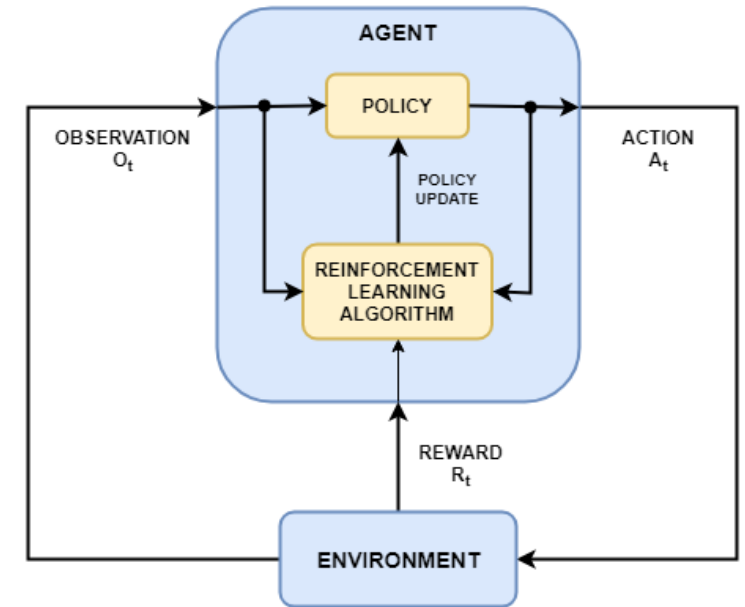 AGENT
POLICY
OBSERVATION
Oₜ
ACTION
Aₜ
POLICY
UPDATE
REINFORCEMENT
LEARNING
ALGORITHM
REWARD
Rₜ
ENVIRONMENT